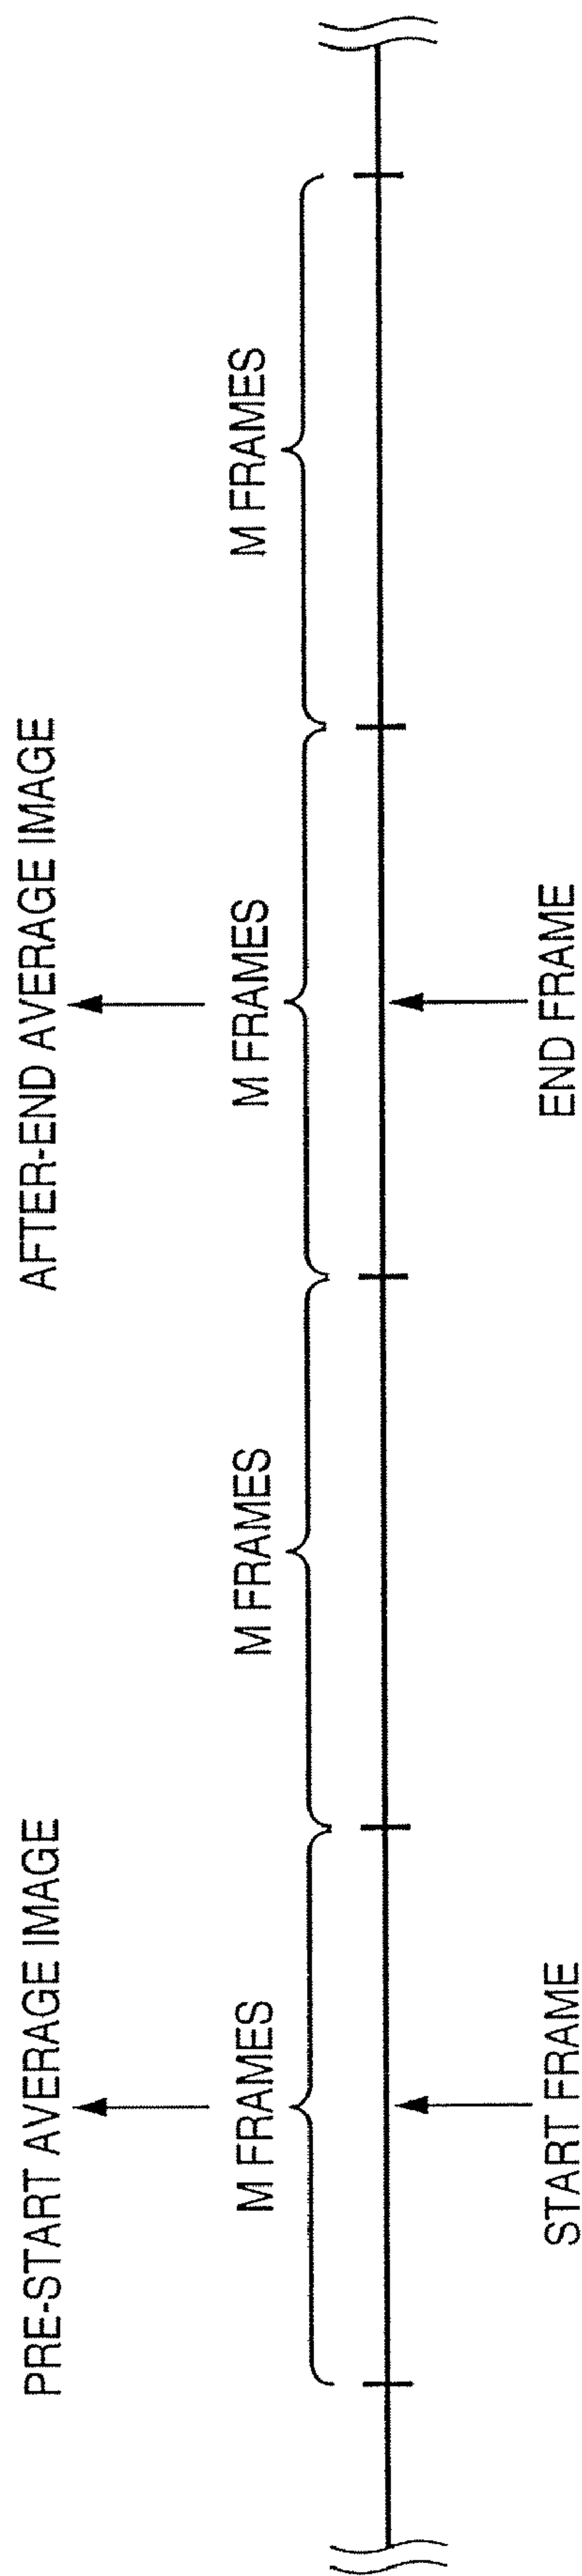 PRE-START AVERAGE IMAGE
AFTER-END AVERAGE IMAGE
M FRAMES
M FRAMES
M FRAMES
M FRAMES
START FRAME
END FRAME